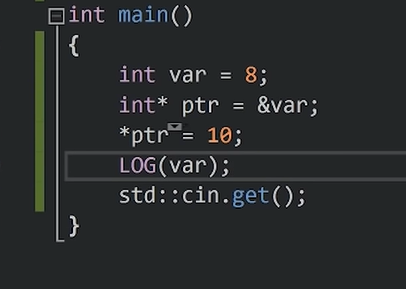 int main()
{
    int var = 8;
    int* ptr = &var;
    *ptr = 10;
    LOG(var);
    std::cin.get();
}